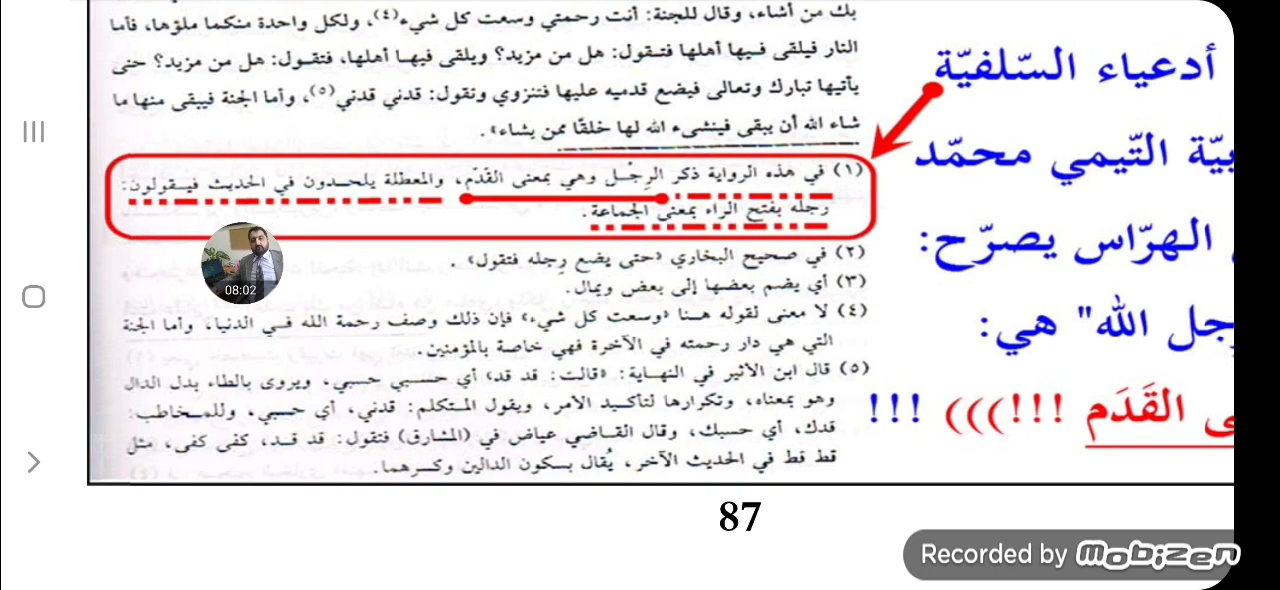 بك من أشاء، وقال للجنة: أنت رحمتي وسعت كل شيء(٤)، ولكل واحدة منكما ملؤها، فأما
النار فيلقى فيها أهلها فتقول: هل من مزيد؟ ويلقى فيها أهلها، فتقول: هل من مزيد؟ حتى
يأتيها تبارك وتعالى فيضع قدميه عليها فتنزوي وتقول: قدني قدني(٥)، وأما الجنة فيبقى منها ما
شاء الله أن يبقى فينشىء الله لها خلقًا ممن يشاء».
(١) في هذه الرواية ذكر الرِجْل وهي بمعنى القَدَم، والمعطلة يلحدون في الحديث فيقولون:
رَجله بفتح الراء بمعنى الجماعة.
(٢) في صحيح البخاري «حتى يضع رِجله فتقول».
(٣) أي يضم بعضها إلى بعض ويمال.
(٤) لا معنى لقوله هنا «وسعت كل شيء» فإن ذلك وصف رحمة الله في الدنيا، وأما الجنة
التي هي دار رحمته في الآخرة فهي خاصة بالمؤمنين.
(٥) قال ابن الأثير في النهاية: «قالت: قد قد» أي حسبي حسبي، ويروى بالطاء بدل الدال
وهو بمعناه، وتكرارها لتأكيد الأمر، ويقول المتكلم: قدني، أي حسبي، وللمخاطب:
قدك، أي حسبك، وقال القاضي عياض في (المشارق) فتقول: قد قد، كفى كفى، مثل
قط قط في الحديث الآخر، يُقال بسكون الدالين وكسرهما.
أدعياء السّلفيّة
التّيمي محمّد
الهرّاس يصرّح:
الله" هي:
القَدَم !!!))) !!!
08:02
87
Recorded by Mobizen